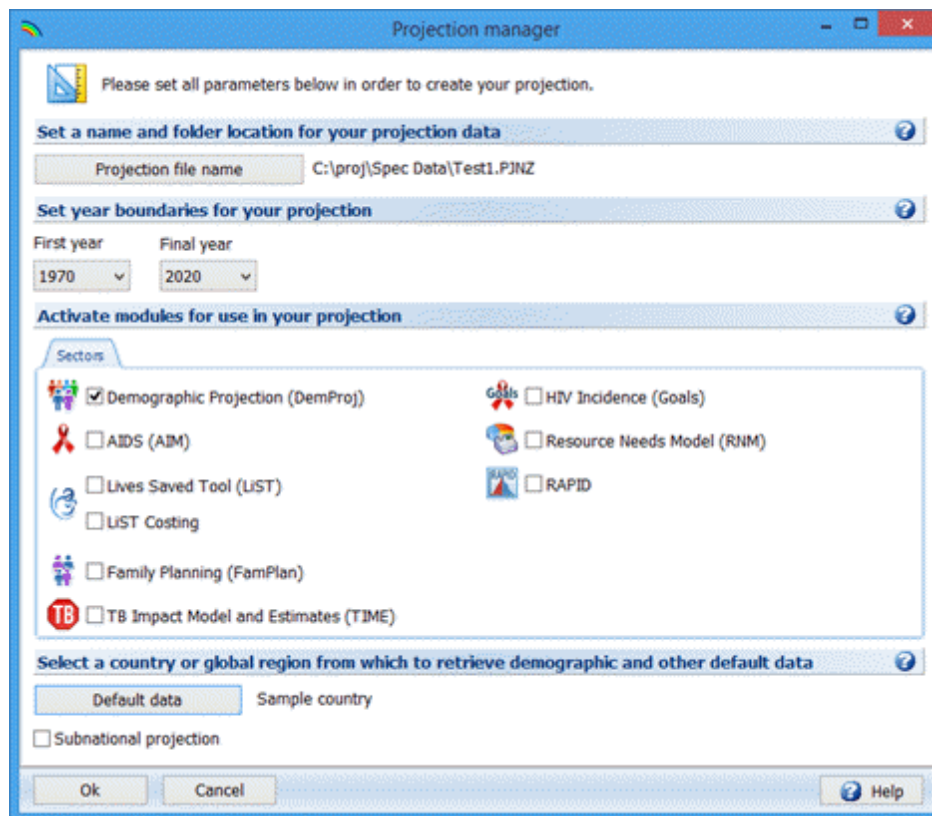 Projection manager
Please set all parameters below in order to create your projection.
Set a name and folder location for your projection data
Projection file name C:\proj\Spec Data\Test1.PJNZ
Set year boundaries for your projection
First year Final year
1970 2020
Activate modules for use in your projection
Sectors
Demographic Projection (DemProj) Goals HIV Incidence (Goals)
AIDS (AIM) Resource Needs Model (RNM)
Lives Saved Tool (LiST) RAPID RAPID
LiST Costing
Family Planning (FamPlan)
TB TB Impact Model and Estimates (TIME)
Select a country or global region from which to retrieve demographic and other default data
Default data Sample country
Subnational projection
Ok Cancel ? Help